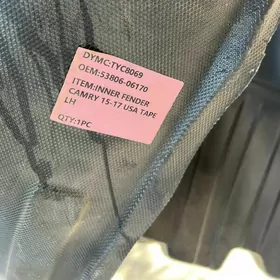 DYMC:TYC8069
OEM:53806-06170
ITEM:INNER FENDER
CAMRY 15-17 USA TAPE
LH
QTY:1PC